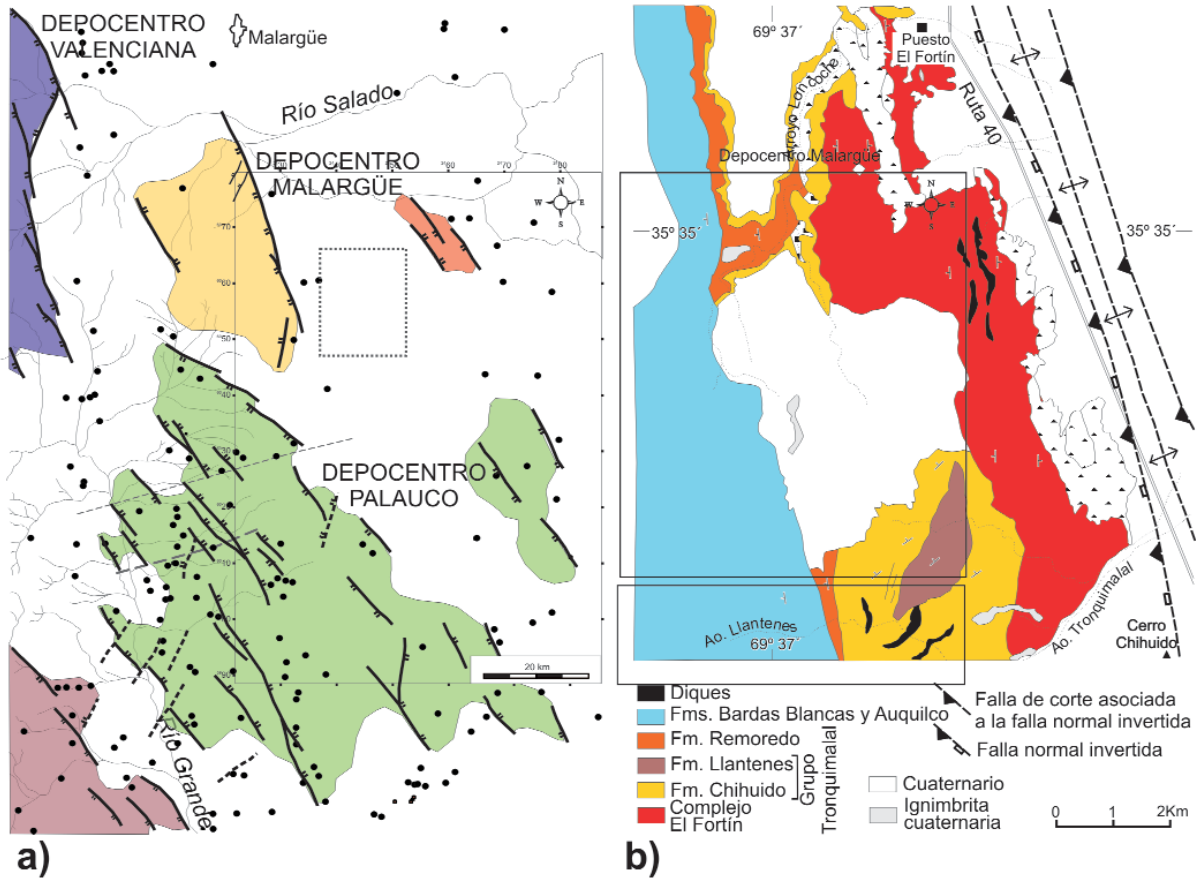 DEPOCENTRO
VALENCIANA
Malargüe
Río Salado
DEPOCENTRO
MALARGÜE
N
W
E
S
DEPOCENTRO
PALAUCO
20 km
Río Grande
a)
69º 37´
Puesto
El Fortín
Arroyo Loncoche
Ruta 40
Depocentro Malargüe
N
W
E
S
35º 35´
35º 35´
Ao. Llantenes
69º 37´
Ao. Tronquimalal
Cerro
Chihuido
Diques
Fms. Bardas Blancas y Auquilco
Fm. Remoredo
Fm. Llantenes
Fm. Chihuido
Grupo
Tronquimalal
Complejo
El Fortín
Falla de corte asociada
a la falla normal invertida
Falla normal invertida
Cuaternario
Ignimbrita
cuaternaria
0 1 2Km
b)